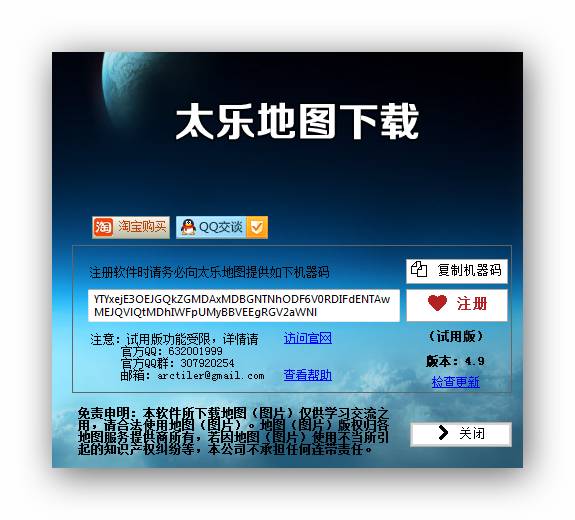 太乐地图下载
淘 淘宝购买 QQ交谈
注册软件时请务必向太乐地图提供如下机器码
复制机器码
YTYxejE3OEJGQkZGMDAxMDBGNTNhODF6V0RDIFdENTAw
MEJQVlQtMDhIWFpUMyBBVEEgRGV2aWNl
注册
注意：试用版功能受限，详情请 访问官网
官方QQ：632001999
官方QQ群：307920254
邮箱：arctiler@gmail.com 查看帮助
（试用版）
版本：4.9
检查更新
免责申明：本软件所下载地图（图片）仅供学习交流之
用，请合法使用地图（图片）。地图（图片）版权归各
地图服务提供商所有，若因地图（图片）使用不当所引
起的知识产权纠纷等，本公司不承担任何连带责任。
关闭